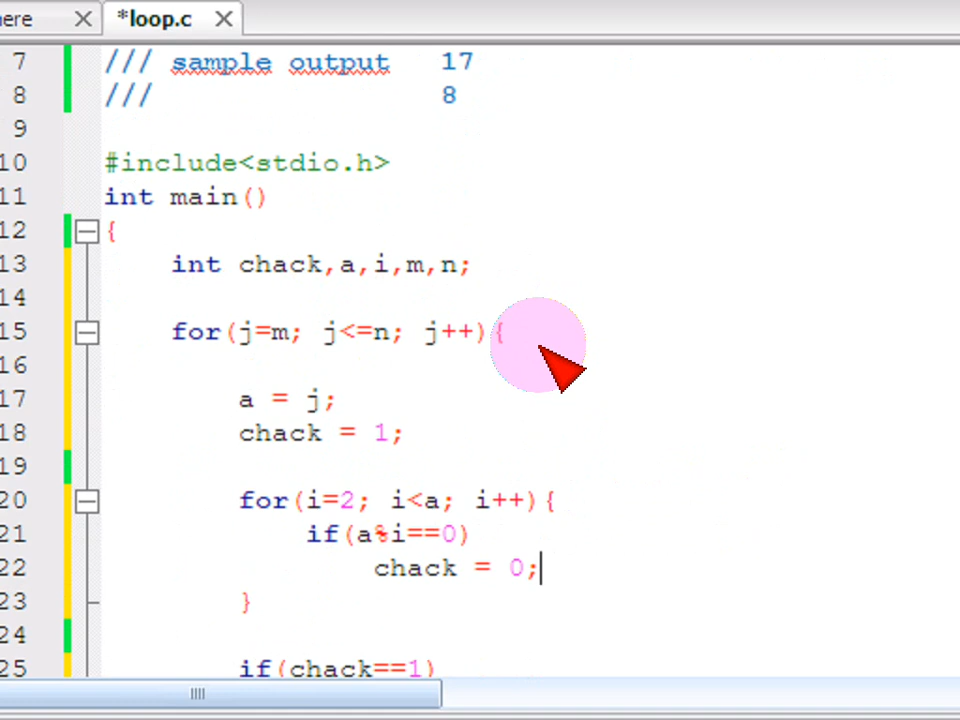 ere
*loop.c
7 /// sample output 17
8 /// 8
9
10 #include<stdio.h>
11 int main()
12 {
13 int chack,a,i,m,n;
14
15 for(j=m; j<=n; j++){
16
17 a = j;
18 chack = 1;
19
20 for(i=2; i<a; i++){
21 if(a%i==0)
22 chack = 0;
23 }
24
25 if(chack==1)